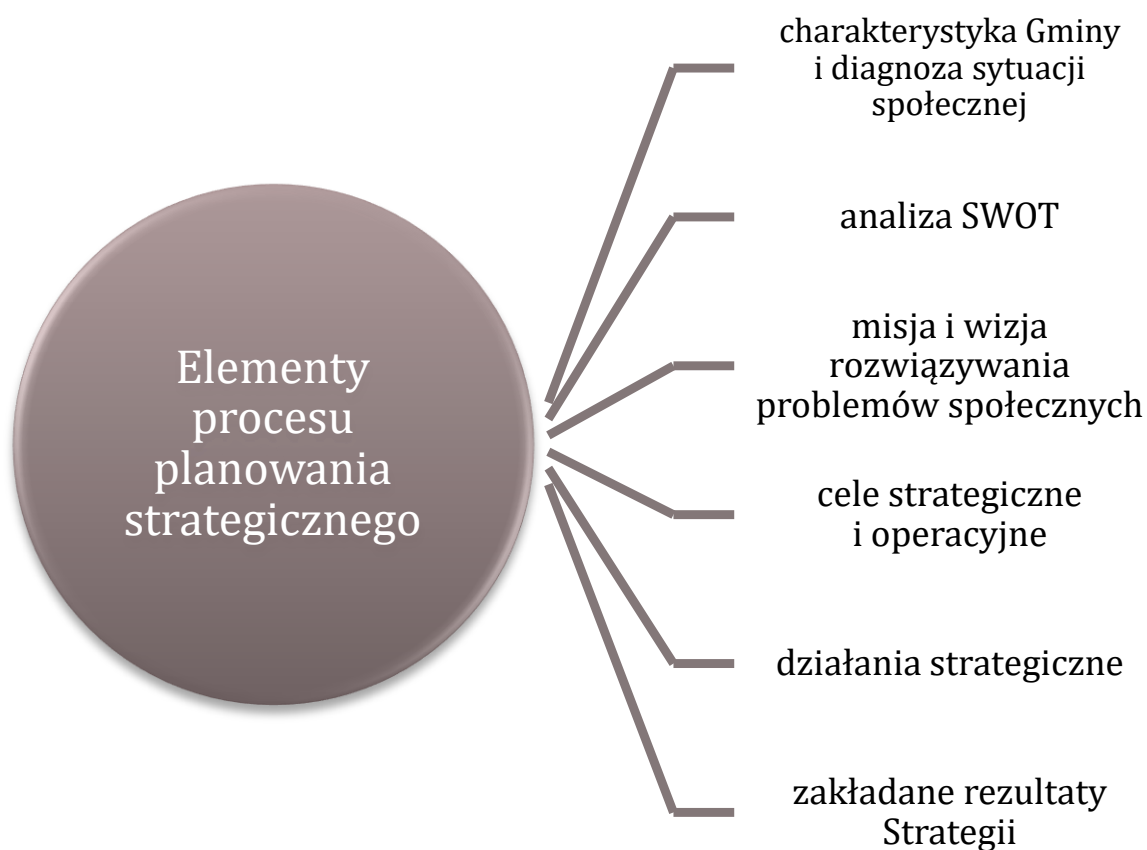 Elementy
procesu
planowania
strategicznego
charakterystyka Gminy
i diagnoza sytuacji
społecznej
analiza SWOT
misja i wizja
rozwiązywania
problemów społecznych
cele strategiczne
i operacyjne
działania strategiczne
zakładane rezultaty
Strategii